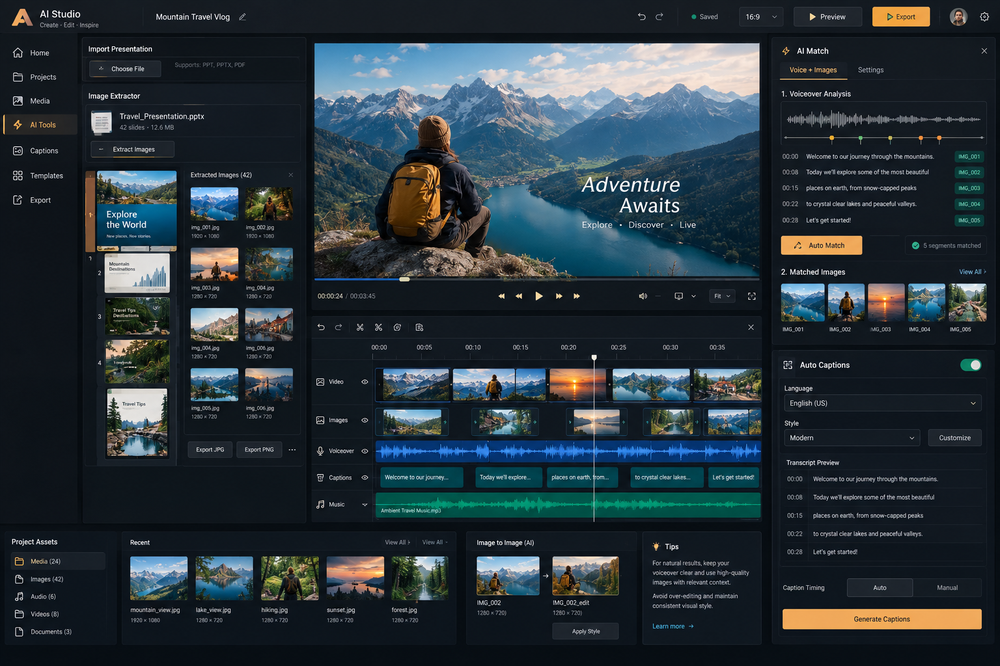 AI Studio
Create · Edit · Inspire
Mountain Travel Vlog
Saved
16:9
Preview
Export
Home
Projects
Media
AI Tools
Captions
Templates
Export
Import Presentation
Choose File
Supports: PPT, PPTX, PDF
Image Extractor
Travel_Presentation.pptx
42 slides · 12.6 MB
Extract Images
1
Explore
the World
New places. New stories.
2
Mountain
Destinations
3
Travel Tips
Destinations
4
Travel Tips
Extracted Images (42)
img_001.jpg
1920 × 1080
img_002.jpg
1920 × 1080
img_003.jpg
1280 × 720
img_004.jpg
1280 × 720
img_004.jpg
1280 × 720
img_006.jpg
1280 × 720
img_005.jpg
1280 × 720
img_006.jpg
1280 × 720
Export JPG
Export PNG
Adventure
Awaits
Explore • Discover • Live
00:00:24 / 00:03:45
Fit
00:00
00:05
00:10
00:15
00:20
00:25
00:30
00:35
Video
Images
Voiceover
Captions
Welcome to our journey...
Today we'll explore...
places on earth, from...
to crystal clear lakes...
Let's get started!
Music
Ambient Travel Music.mp3
AI Match
Voice + Images
Settings
1. Voiceover Analysis
00:00 Welcome to our journey through the mountains. IMG_001
00:08 Today we'll explore some of the most beautiful IMG_002
00:15 places on earth, from snow-capped peaks IMG_003
00:22 to crystal clear lakes and peaceful valleys. IMG_004
00:28 Let's get started! IMG_005
Auto Match
5 segments matched
2. Matched Images
View All
IMG_001
IMG_002
IMG_003
IMG_004
IMG_005
Auto Captions
Language
English (US)
Style
Modern
Customize
Transcript Preview
00:00 Welcome to our journey through the mountains.
00:08 Today we'll explore some of the most beautiful
00:15 places on earth, from snow-capped peaks
00:22 to crystal clear lakes and peaceful valleys.
00:28 Let's get started!
Caption Timing
Auto
Manual
Generate Captions
Project Assets
Media (24)
Images (42)
Audio (6)
Videos (8)
Documents (3)
Recent
View All
View All
mountain_view.jpg
1920 × 1080
lake_view.jpg
1280 × 720
hiking.jpg
1280 × 720
sunset.jpg
1280 × 720
forest.jpg
1280 × 720
Image to Image (AI)
IMG_002
1280 × 720)
IMG_002_edit
1280 × 720)
Apply Style
Tips
For natural results, keep your
voiceover clear and use high-quality
images with relevant context.
Avoid over-editing and maintain
consistent visual style.
Learn more →